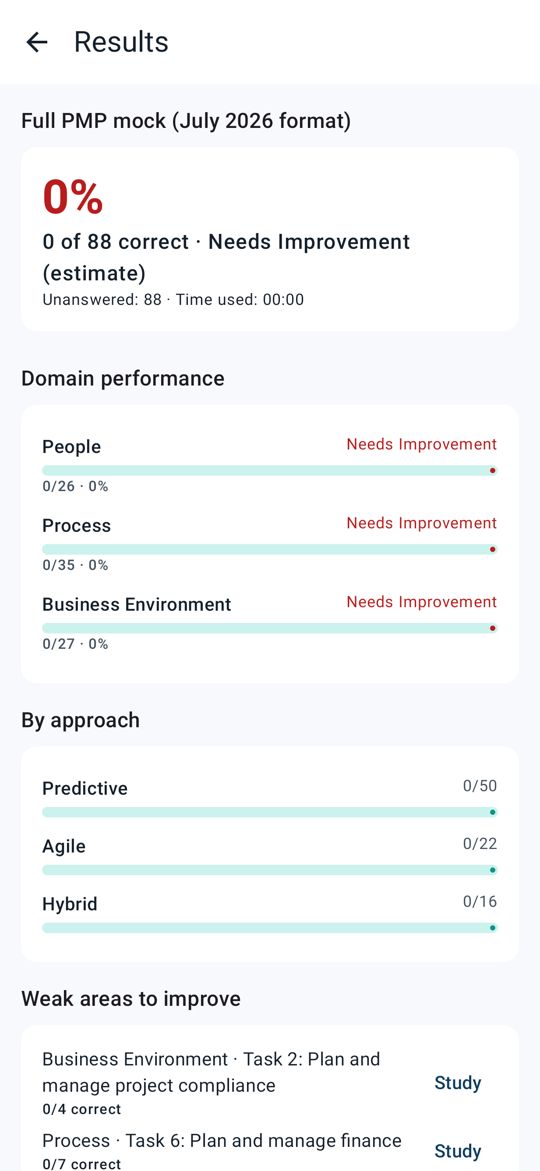 Results
Full PMP mock (July 2026 format)
0%
0 of 88 correct · Needs Improvement
(estimate)
Unanswered: 88 · Time used: 00:00
Domain performance
People
Needs Improvement
0/26 · 0%
Process
Needs Improvement
0/35 · 0%
Business Environment
Needs Improvement
0/27 · 0%
By approach
Predictive
0/50
Agile
0/22
Hybrid
0/16
Weak areas to improve
Business Environment · Task 2: Plan and
manage project compliance
0/4 correct
Study
Process · Task 6: Plan and manage finance
0/7 correct
Study